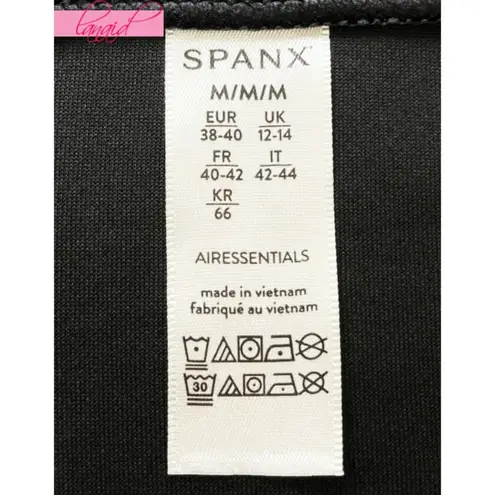 lanaid
SPANX
M/M/M
EUR UK
38-40 12-14
FR IT
40-42 42-44
KR
66
AIRESSENTIALS
made in vietnam
fabriqué au vietnam
30